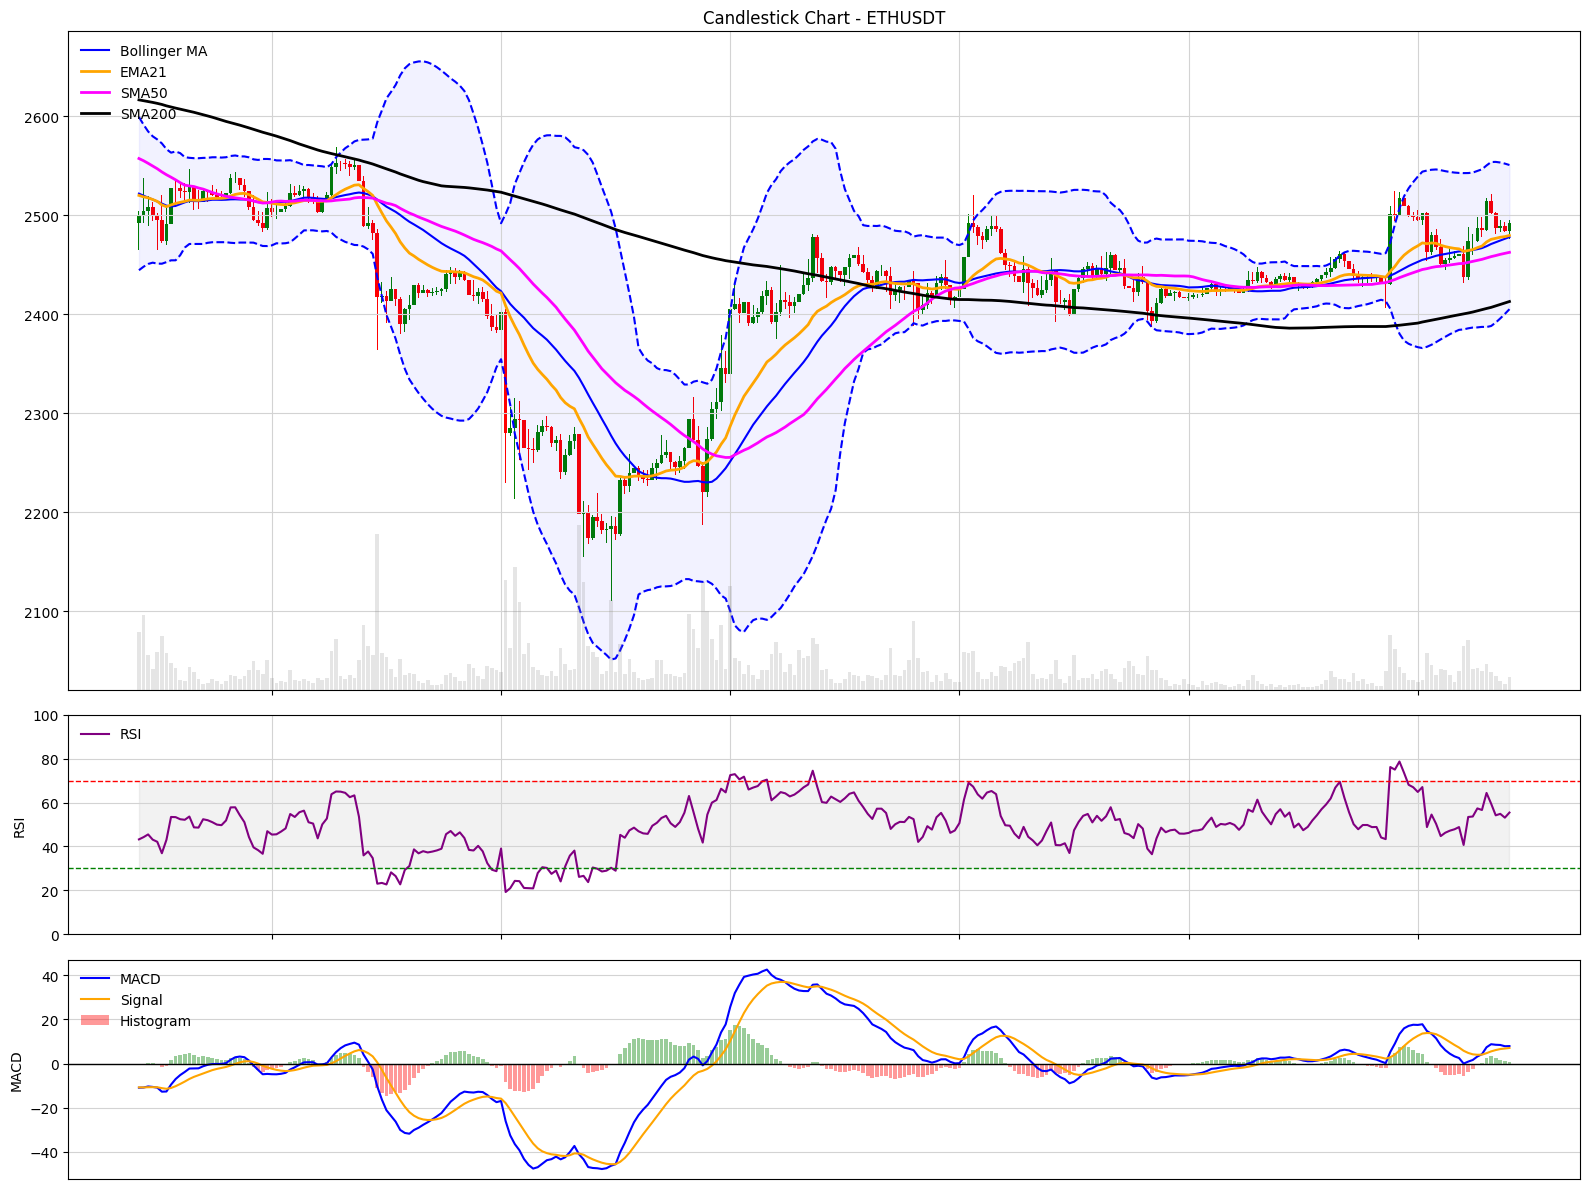 Candlestick Chart - ETHUSDT
Bollinger MA
EMA21
SMA50
SMA200
2600
2500
2400
2300
2200
2100
RSI
100
80
60
40
20
0
RSI
MACD
Signal
Histogram
40
20
0
−20
−40
MACD